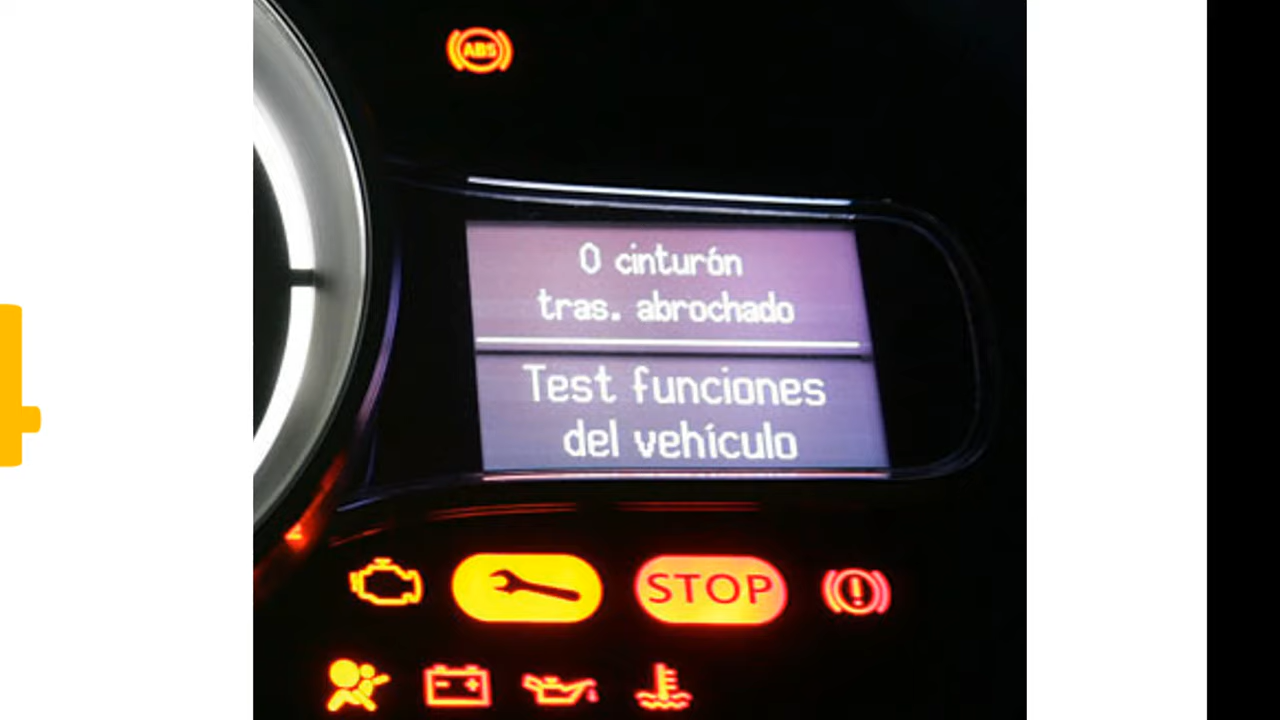 ABS
0 cinturón
tras. abrochado
Test funciones
del vehículo
STOP